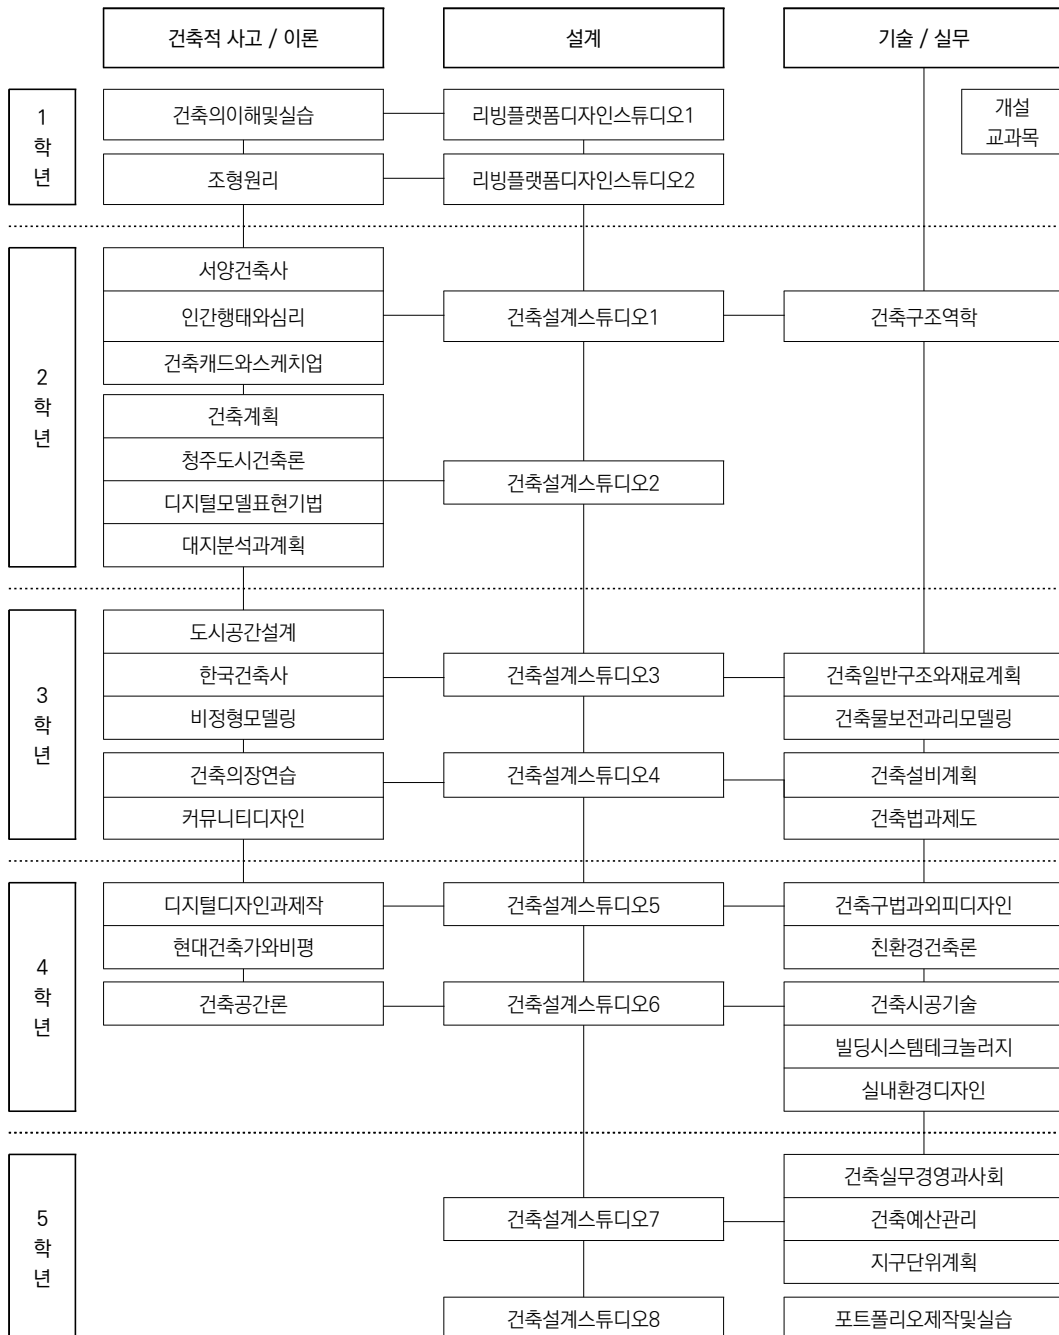 건축적 사고 / 이론
설계
기술 / 실무
1
학
년
건축의이해및실습
리빙플랫폼디자인스튜디오1
개설
교과목
조형원리
리빙플랫폼디자인스튜디오2
2
학
년
서양건축사
인간행태와심리
건축설계스튜디오1
건축구조역학
건축캐드와스케치업
건축계획
청주도시건축론
건축설계스튜디오2
디지털모델표현기법
대지분석과계획
3
학
년
도시공간설계
한국건축사
건축설계스튜디오3
건축일반구조와재료계획
비정형모델링
건축물보전과리모델링
건축의장연습
건축설계스튜디오4
건축설비계획
커뮤니티디자인
건축법과제도
4
학
년
디지털디자인과제작
건축설계스튜디오5
건축구법과외피디자인
현대건축가와비평
친환경건축론
건축공간론
건축설계스튜디오6
건축시공기술
빌딩시스템테크놀러지
실내환경디자인
5
학
년
건축실무경영과사회
건축설계스튜디오7
건축예산관리
지구단위계획
건축설계스튜디오8
포트폴리오제작및실습